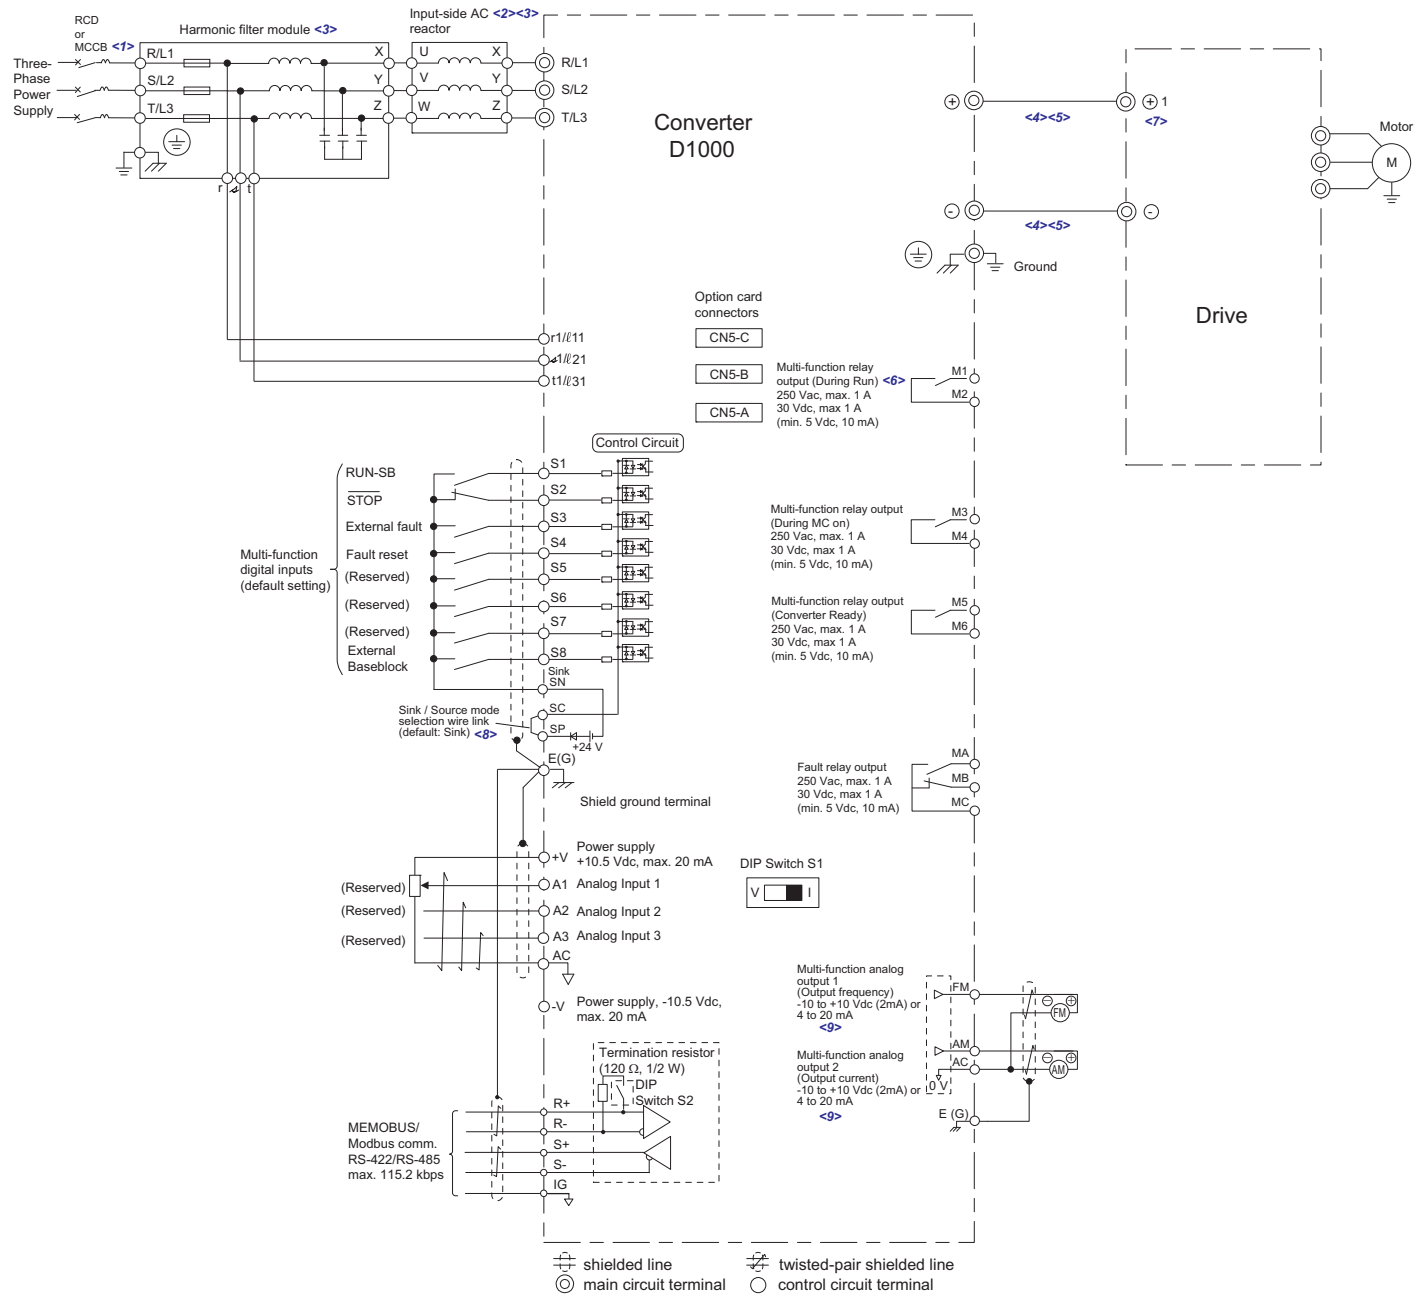 RCD
or
MCCB <1>
Harmonic filter module <3>
Input-side AC <2><3>
reactor
Three-
Phase
Power
Supply
R/L1
S/L2
T/L3
X
Y
Z
U
V
W
X
Y
Z
R/L1
S/L2
T/L3
r
t
Converter
D1000
+
<4><5>
+ 1
<7>
-
<4><5>
-
Ground
Motor
M
Drive
r1/ℓ11
1/ℓ21
t1/ℓ31
Option card
connectors
CN5-C
CN5-B
CN5-A
Multi-function relay
output (During Run) <6>
250 Vac, max. 1 A
30 Vdc, max 1 A
(min. 5 Vdc, 10 mA)
M1
M2
Control Circuit
Multi-function
digital inputs
(default setting)
RUN-SB
STOP
External fault
Fault reset
(Reserved)
(Reserved)
(Reserved)
External
Baseblock
S1
S2
S3
S4
S5
S6
S7
S8
Sink
SN
SC
SP
+24 V
Sink / Source mode
selection wire link
(default: Sink) <8>
E(G)
Shield ground terminal
Multi-function relay output
(During MC on)
250 Vac, max. 1 A
30 Vdc, max 1 A
(min. 5 Vdc, 10 mA)
M3
M4
Multi-function relay output
(Converter Ready)
250 Vac, max. 1 A
30 Vdc, max 1 A
(min. 5 Vdc, 10 mA)
M5
M6
Fault relay output
250 Vac, max. 1 A
30 Vdc, max 1 A
(min. 5 Vdc, 10 mA)
MA
MB
MC
+V Power supply
+10.5 Vdc, max. 20 mA
(Reserved)
A1 Analog Input 1
(Reserved)
A2 Analog Input 2
(Reserved)
A3 Analog Input 3
AC
-V Power supply, -10.5 Vdc,
max. 20 mA
DIP Switch S1
V I
Multi-function analog
output 1
(Output frequency)
-10 to +10 Vdc (2mA) or
4 to 20 mA
<9>
Multi-function analog
output 2
(Output current)
-10 to +10 Vdc (2mA) or
4 to 20 mA
<9>
FM
AM
AC
0 V
E (G)
- +
FM
- +
AM
Termination resistor
(120 Ω, 1/2 W)
DIP
Switch S2
MEMOBUS/
Modbus comm.
RS-422/RS-485
max. 115.2 kbps
R+
R-
S+
S-
IG
shielded line
twisted-pair shielded line
main circuit terminal
control circuit terminal